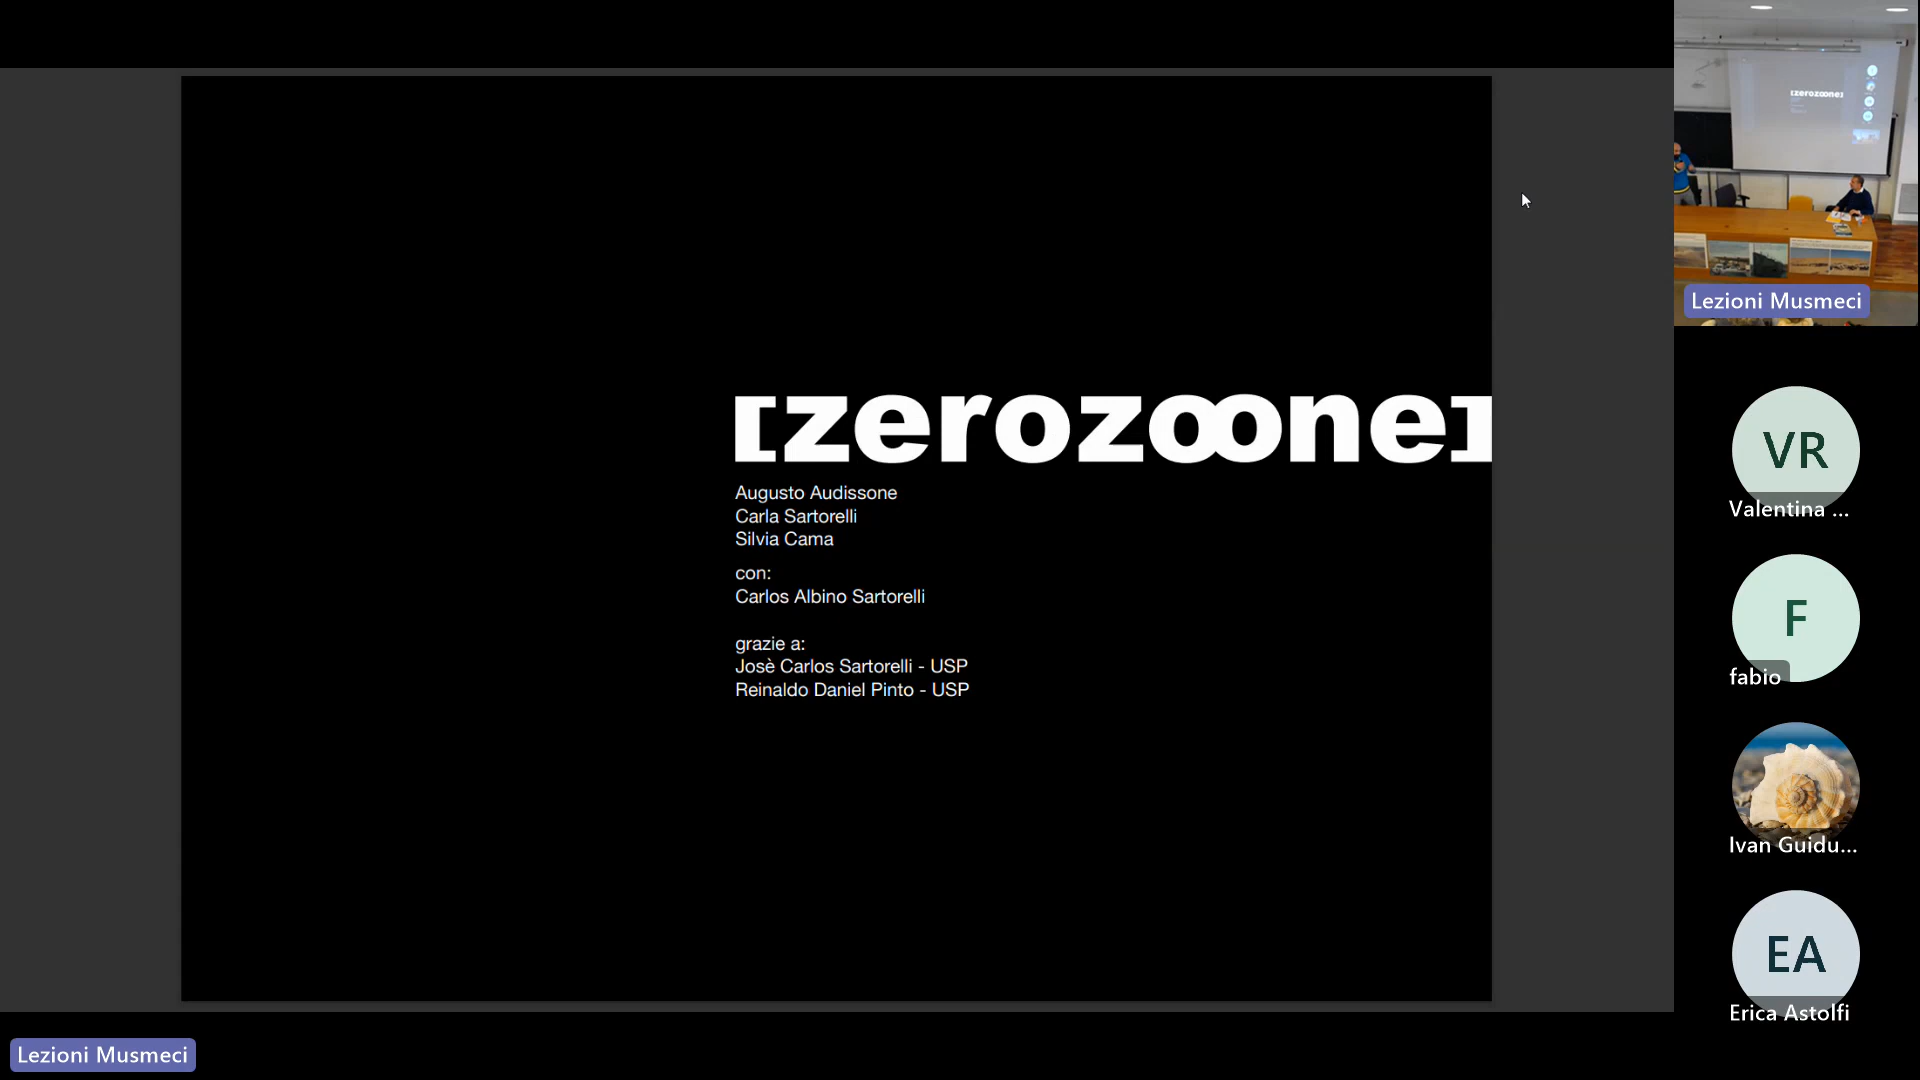 [zerozoone]
Augusto Audissone
Carla Sartorelli
Silvia Cama
con:
Carlos Albino Sartorelli
grazie a:
Josè Carlos Sartorelli - USP
Reinaldo Daniel Pinto - USP
[zerozoone]
Lezioni Musmeci
VR
Valentina ...
F
fabio
Ivan Guidu...
EA
Erica Astolfi
Lezioni Musmeci